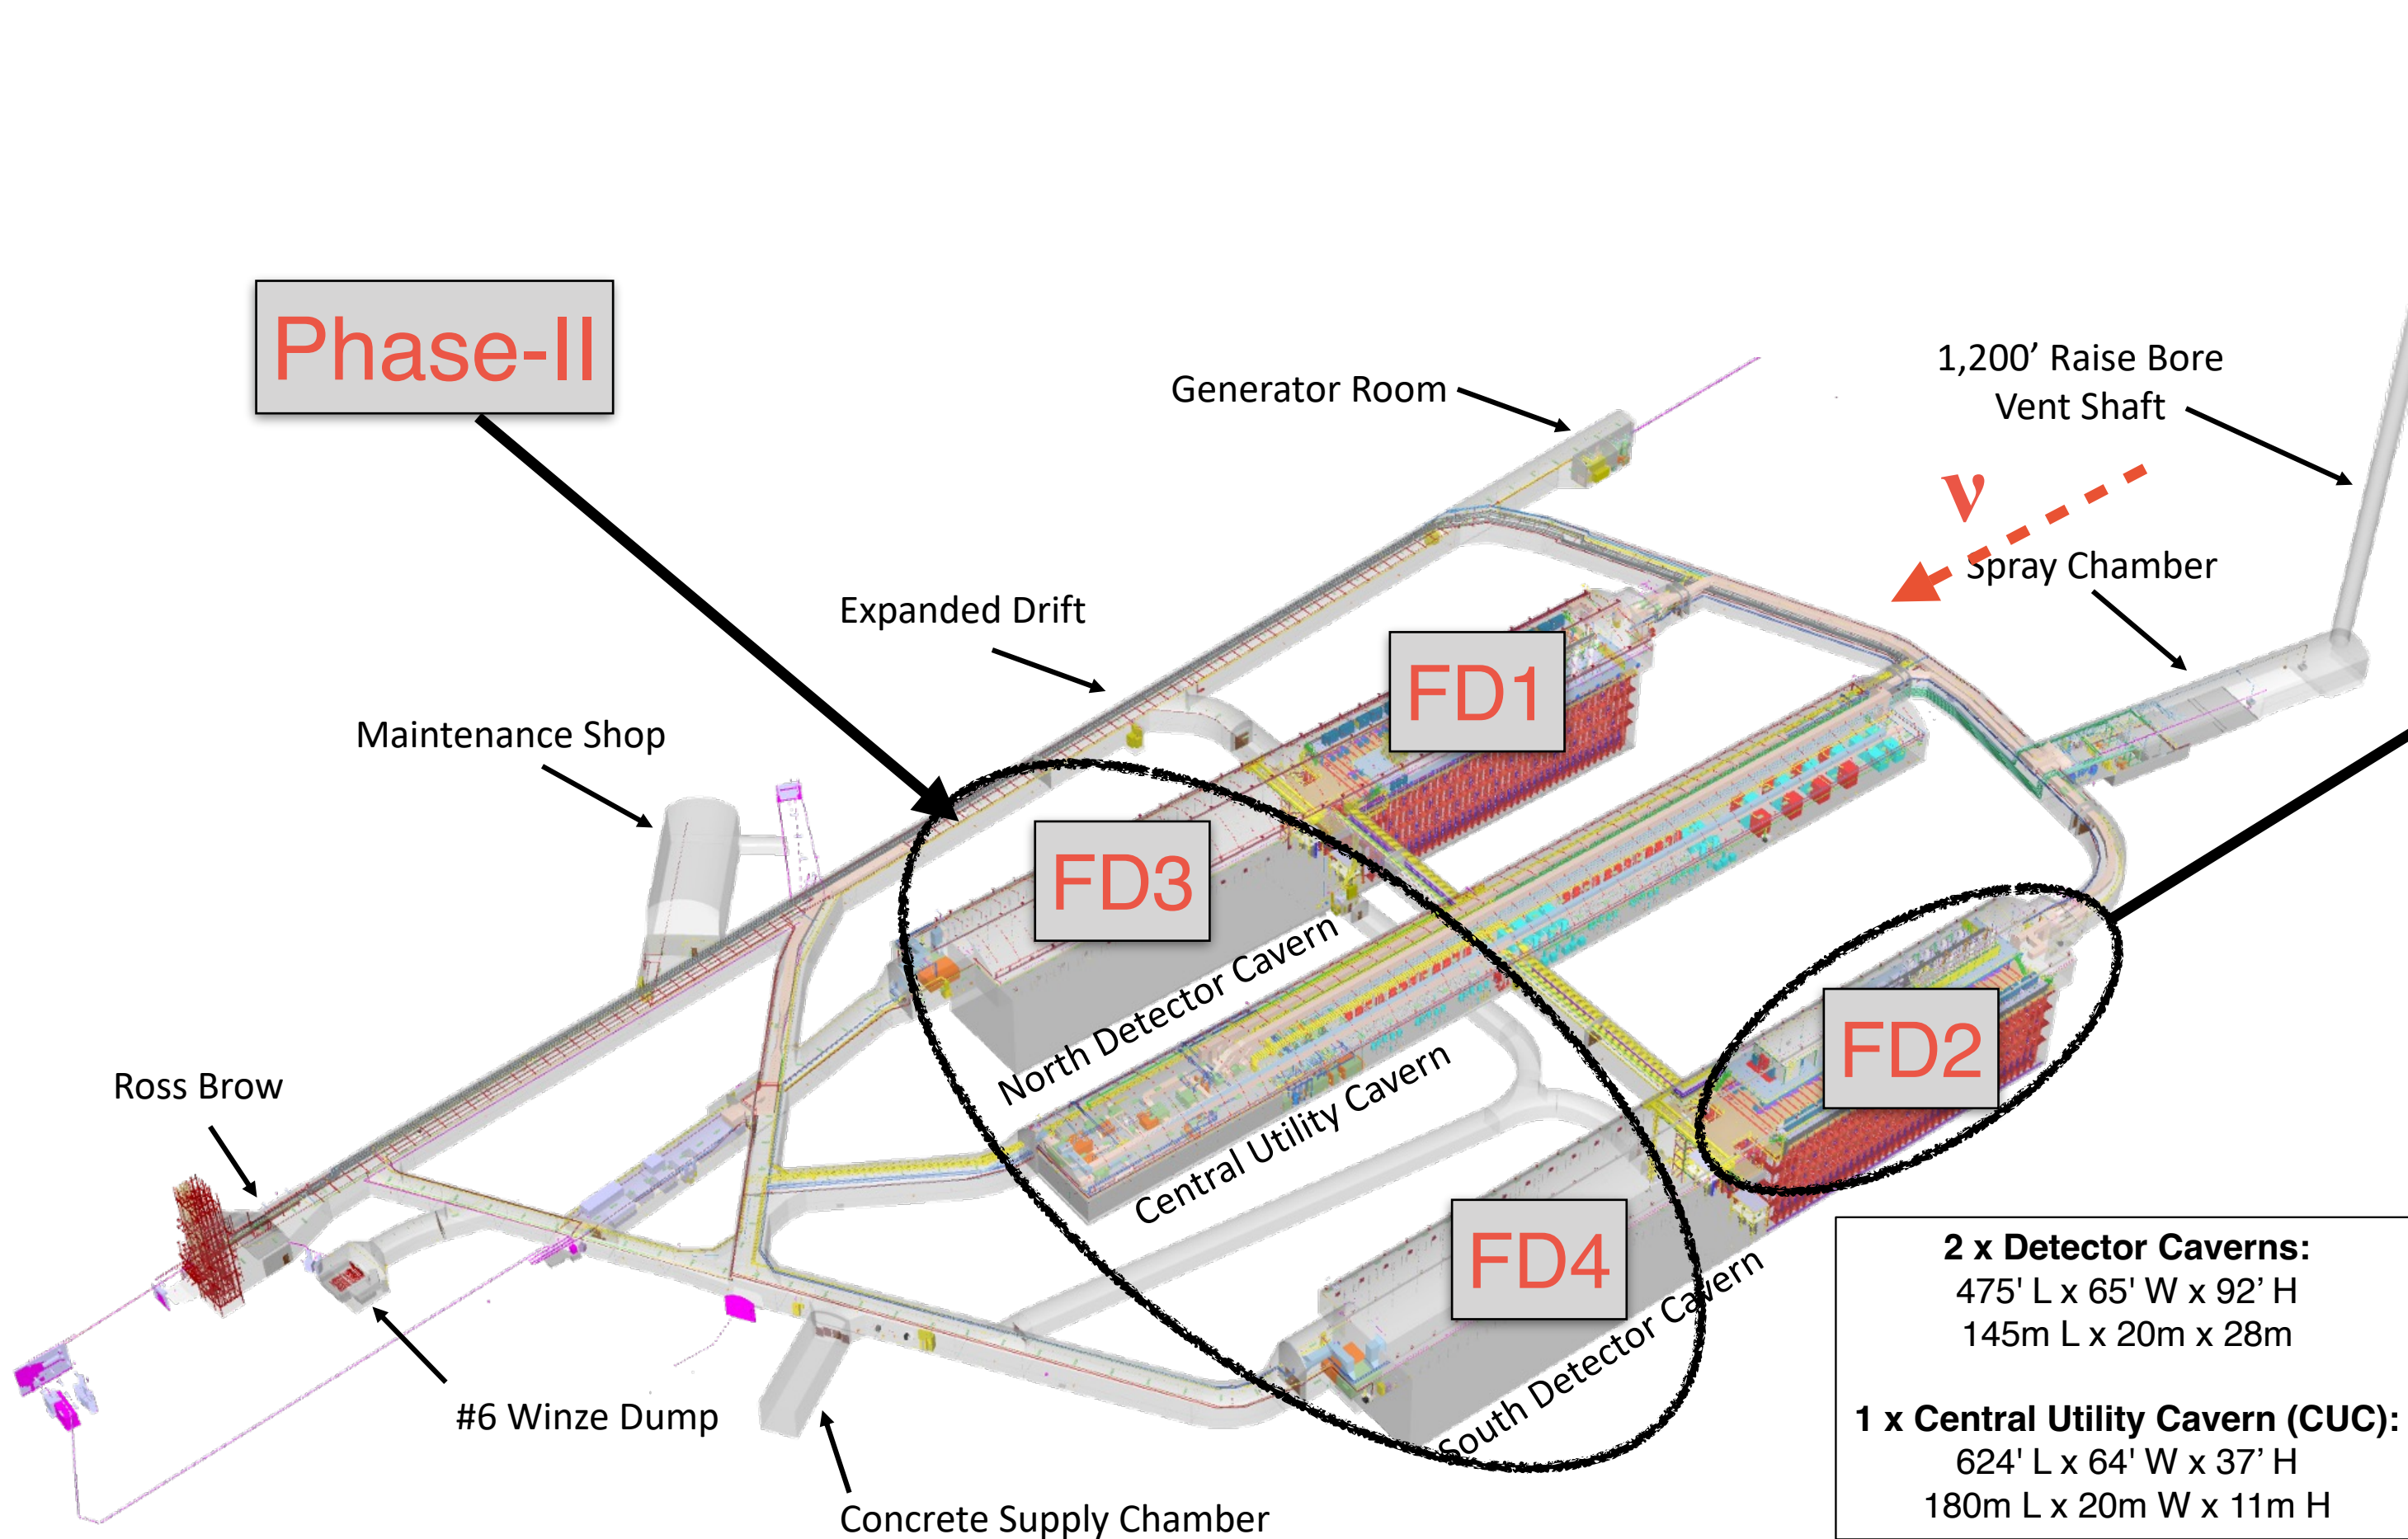 Phase-II
Generator Room
1,200’ Raise Bore
Vent Shaft
ν
Spray Chamber
Expanded Drift
FD1
Maintenance Shop
FD3
North Detector Cavern
FD2
Central Utility Cavern
Ross Brow
FD4
South Detector Cavern
#6 Winze Dump
Concrete Supply Chamber
2 x Detector Caverns:
475' L x 65' W x 92’ H
145m L x 20m x 28m
1 x Central Utility Cavern (CUC):
624' L x 64' W x 37’ H
180m L x 20m W x 11m H